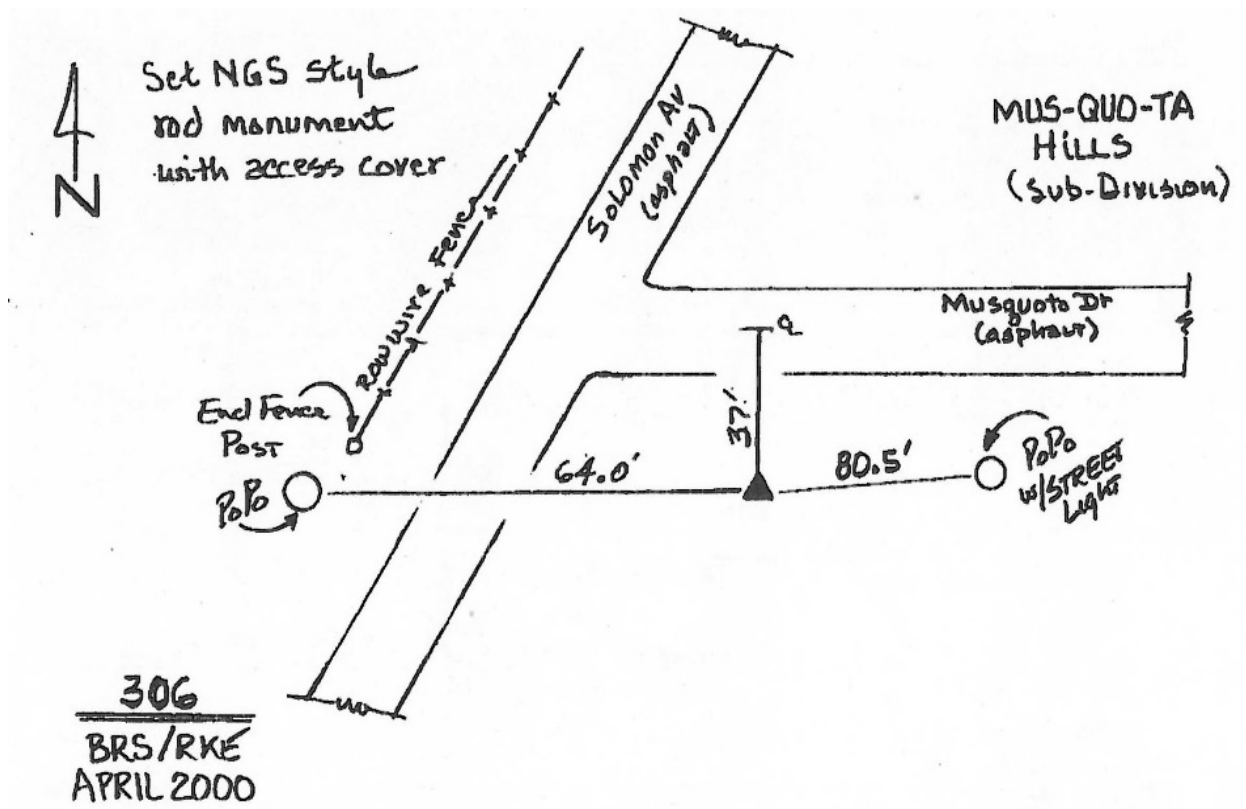 Set NGS Style
rod monument
with access cover
N
ROW WIRE Fence
Solomon Av
(asphalt)
MUS-QUO-TA
HiLLS
(SUB-DIVISION)
Musquota Dr
(asphalt)
37'
End Fence
Post
PoPo
64.0'
80.5'
PoPo
w/STREET
Light
306
BRS/RKE
APRIL 2000